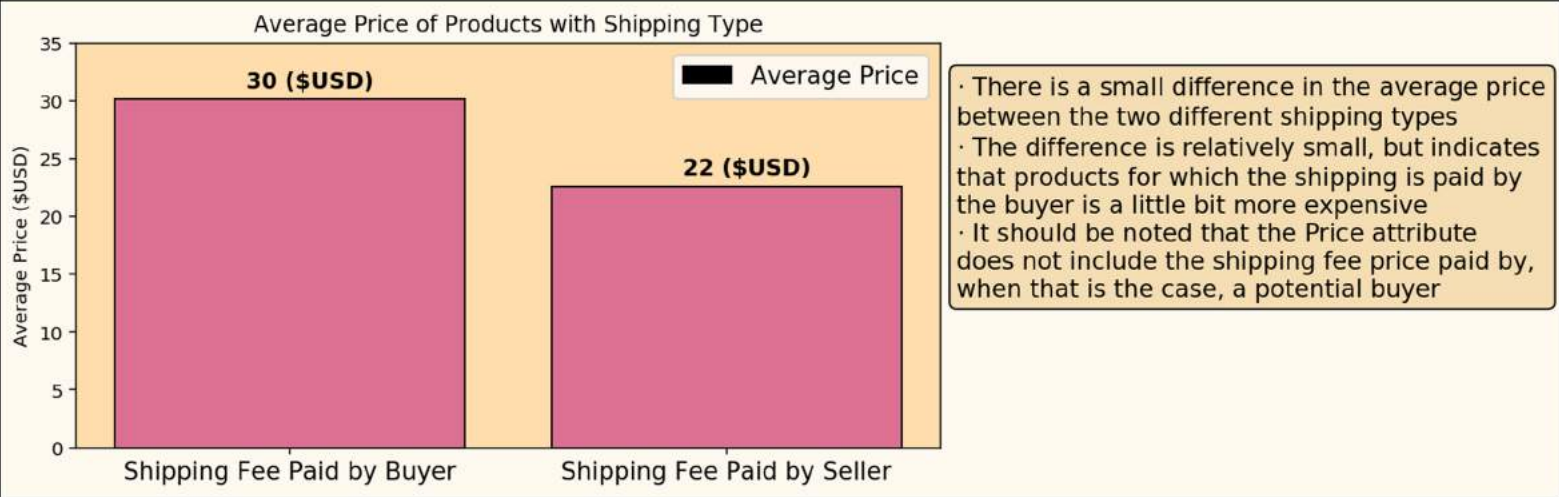 Average Price of Products with Shipping Type
Average Price ($USD)
35
30
25
20
15
10
5
0
30 ($USD)
22 ($USD)
Average Price
Shipping Fee Paid by Buyer
Shipping Fee Paid by Seller
· There is a small difference in the average price
between the two different shipping types
· The difference is relatively small, but indicates
that products for which the shipping is paid by
the buyer is a little bit more expensive
· It should be noted that the Price attribute
does not include the shipping fee price paid by,
when that is the case, a potential buyer